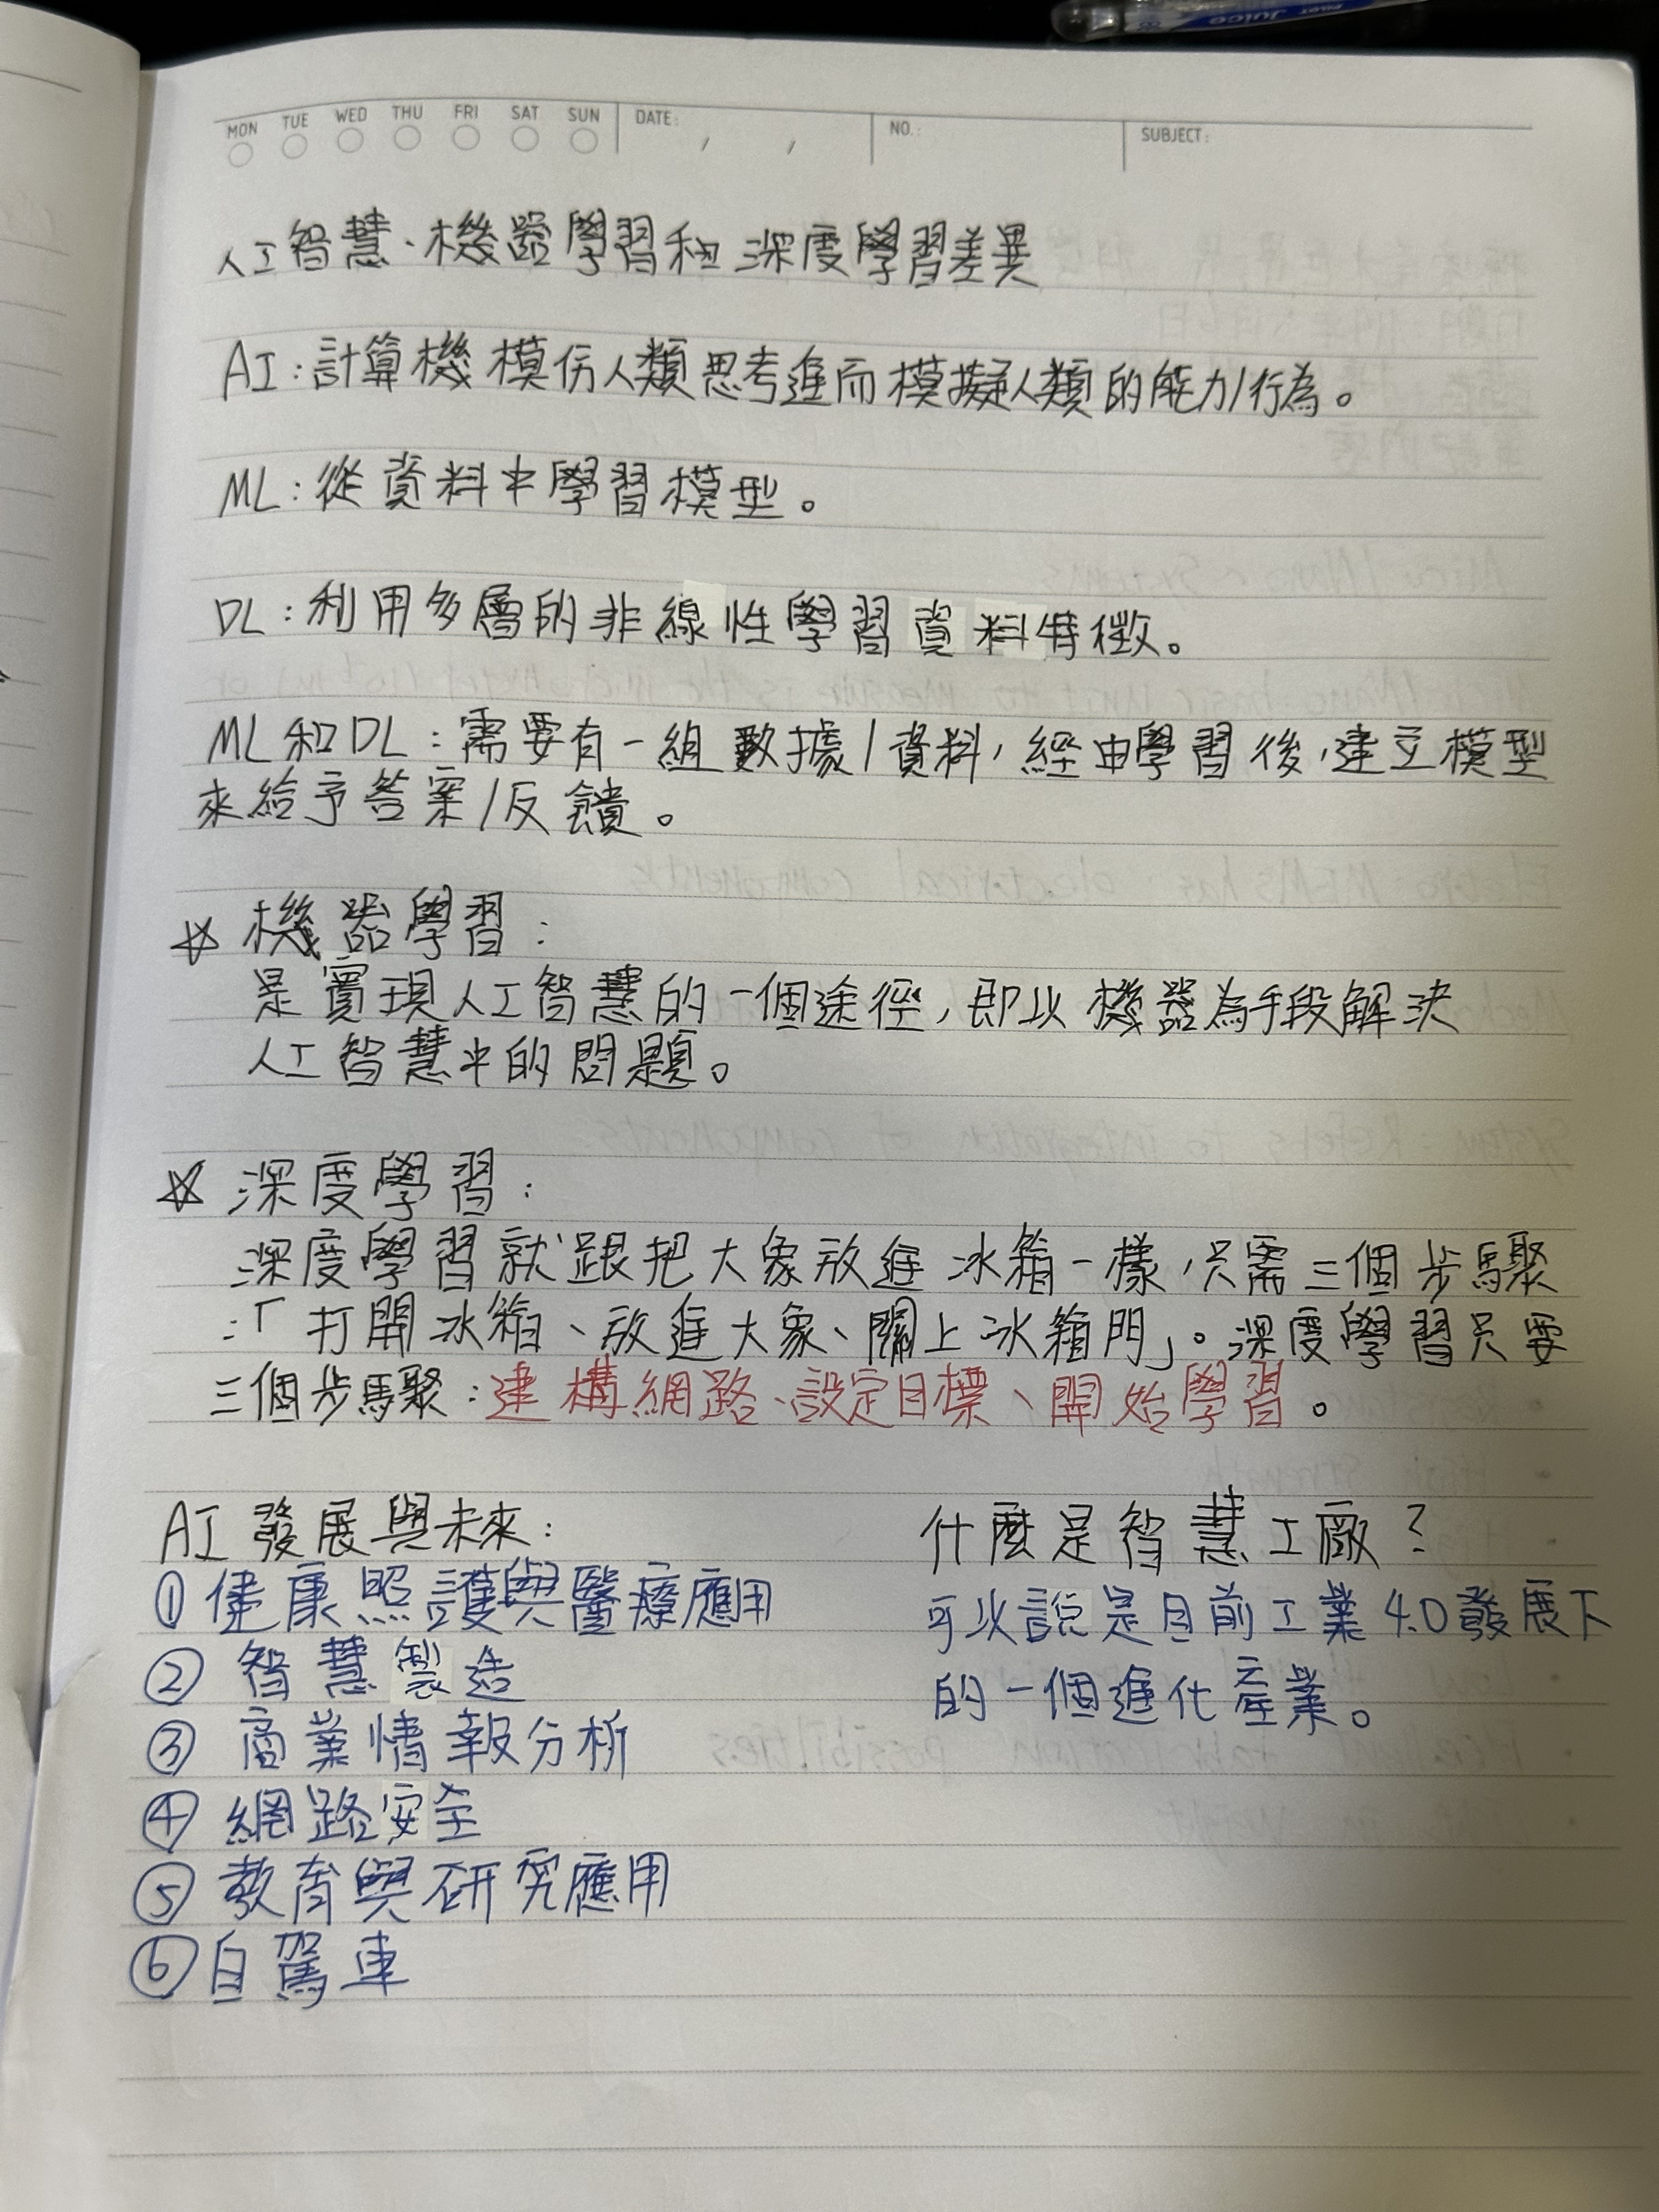 Juice
MON TUE WED THU FRI SAT SUN DATE: / / NO.: SUBJECT:
人工智慧、機器學習和深度學習差異
AI:計算機模仿人類思考進而模擬人類的能力/行為。
ML:從資料中學習模型。
DL:利用多層的非線性學習資料特徵。
ML和DL:需要有一組數據/資料,經由學習後,建立模型
來給予答案/反饋。
☆ 機器學習:
是實現人工智慧的一個途徑,即以機器為手段解決
人工智慧中的問題。
☆ 深度學習:
深度學習就跟把大象放進冰箱一樣,只需三個步驟
:「打開冰箱、放進大象、關上冰箱門」。深度學習只要
三個步驟:建構網路、設定目標、開始學習。
AI發展與未來:
①健康照護與醫療應用
②智慧製造
③商業情報分析
④網路安全
⑤教育與研究應用
⑥自駕車
什麼是智慧工廠?
可以說是目前工業4.0發展下
的一個進化產業。